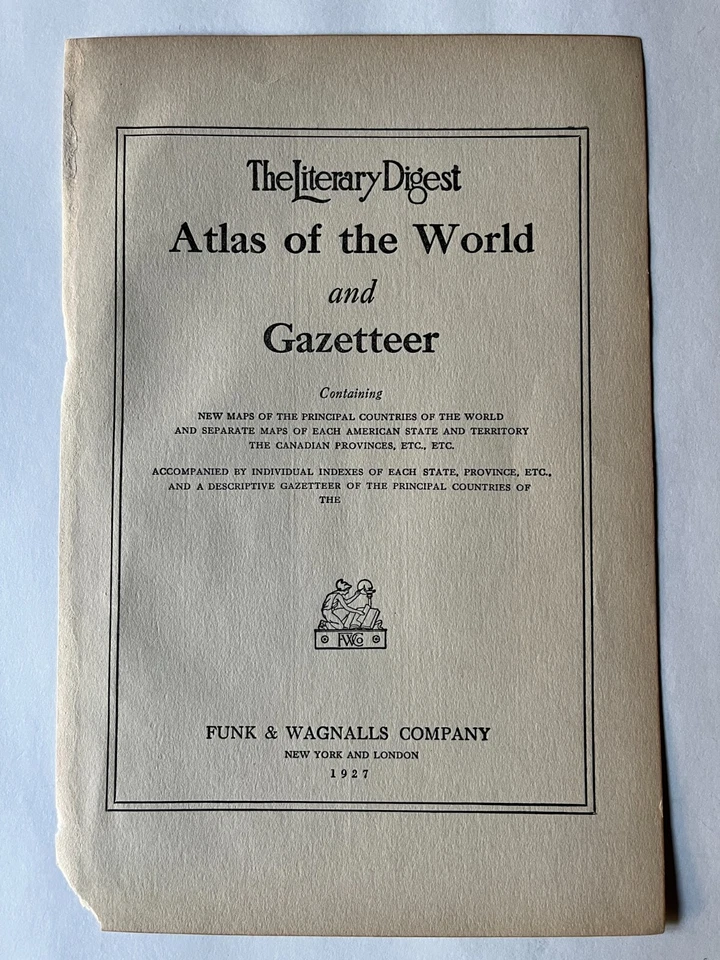 The Literary Digest
Atlas of the World
and
Gazetteer
Containing
NEW MAPS OF THE PRINCIPAL COUNTRIES OF THE WORLD
AND SEPARATE MAPS OF EACH AMERICAN STATE AND TERRITORY
THE CANADIAN PROVINCES, ETC., ETC.
ACCOMPANIED BY INDIVIDUAL INDEXES OF EACH STATE, PROVINCE, ETC.,
AND A DESCRIPTIVE GAZETTEER OF THE PRINCIPAL COUNTRIES OF
THE
FWCo
FUNK & WAGNALLS COMPANY
NEW YORK AND LONDON
1927